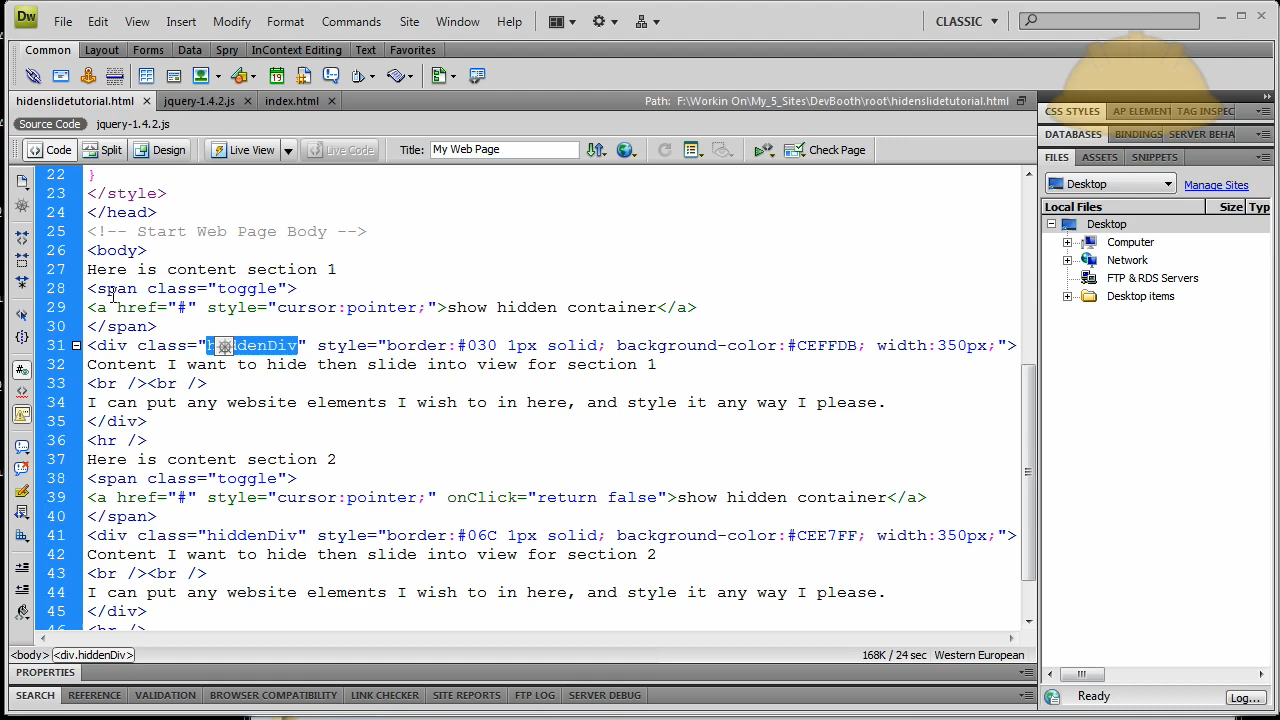 Dw File Edit View Insert Modify Format Commands Site Window Help CLASSIC
Common Layout Forms Data Spry InContext Editing Text Favorites
19
hidenslidetutorial.html jquery-1.4.2.js index.html Path: F:\Workin On\My_5_Sites\DevBooth\root\hidenslidetutorial.html
Source Code jquery-1.4.2.js
Code Split Design Live View Live Code Title: My Web Page Check Page
22 }
23 </style>
24 </head>
25 <!-- Start Web Page Body -->
26 <body>
27 Here is content section 1
28 <span class="toggle">
29 <a href="#" style="cursor:pointer;">show hidden container</a>
30 </span>
31 <div class="hiddenDiv" style="border:#030 1px solid; background-color:#CEFFDB; width:350px;">
32 Content I want to hide then slide into view for section 1
33 <br /><br />
34 I can put any website elements I wish to in here, and style it any way I please.
35 </div>
36 <hr />
37 Here is content section 2
38 <span class="toggle">
39 <a href="#" style="cursor:pointer;" onClick="return false">show hidden container</a>
40 </span>
41 <div class="hiddenDiv" style="border:#06C 1px solid; background-color:#CEE7FF; width:350px;">
42 Content I want to hide then slide into view for section 2
43 <br /><br />
44 I can put any website elements I wish to in here, and style it any way I please.
45 </div>
46 <hr />
<body> <div.hiddenDiv> 168K / 24 sec Western European
PROPERTIES
SEARCH REFERENCE VALIDATION BROWSER COMPATIBILITY LINK CHECKER SITE REPORTS FTP LOG SERVER DEBUG
CSS STYLES AP ELEMENT TAG INSPEC
DATABASES BINDINGS SERVER BEHA
FILES ASSETS SNIPPETS
Desktop Manage Sites
Local Files Size Typ
Desktop
Computer
Network
FTP & RDS Servers
Desktop items
Ready Log...